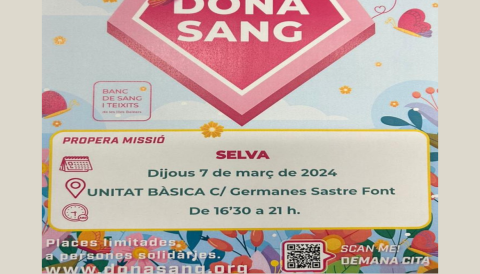 DONA
SANG
BANC
DE SANG
I TEIXITS
PROPERA MISSIÓ
SELVA
Dijous 7 de març de 2024
UNITAT BÀSICA C/ Germanes Sastre Font
De 16'30 a 21 h.
Places limitades
a persones solidàries.
www.donasang.org
SCAN ME!
DEMANA CITA